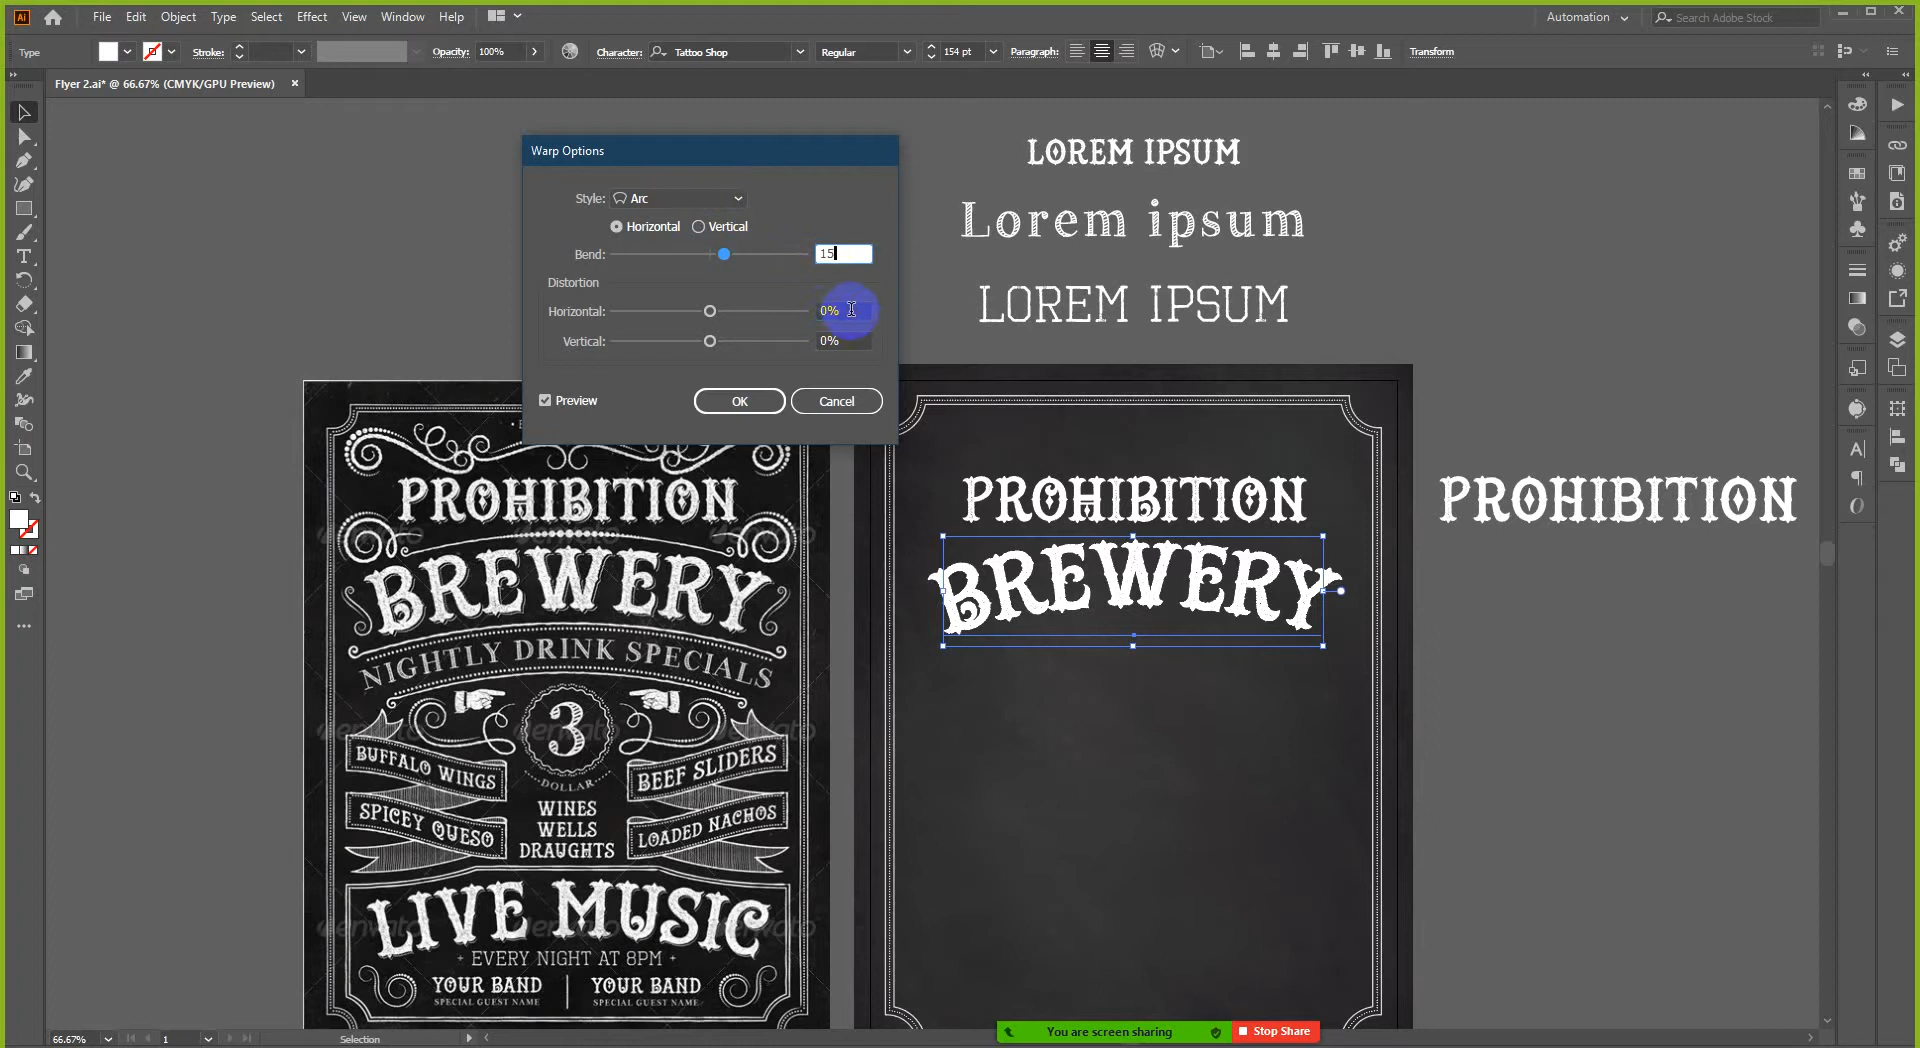 Ai File Edit Object Type Select Effect View Window Help
Automation
Search Adobe Stock
Type
Stroke:
Opacity: 100%
Character: Tattoo Shop
Regular
154 pt
Paragraph:
Transform
Flyer 2.ai* @ 66.67% (CMYK/GPU Preview) ×
Warp Options
Style: Arc
Horizontal Vertical
Bend: 15
Distortion
Horizontal: 0%
Vertical: 0%
Preview
OK
Cancel
LOREM IPSUM
Lorem ipsum
LOREM IPSUM
PROHIBITION
BREWERY
NIGHTLY DRINK SPECIALS
3
DOLLAR
BUFFALO WINGS
BEEF SLIDERS
SPICEY QUESO
LOADED NACHOS
WINES
WELLS
DRAUGHTS
LIVE MUSIC
+ EVERY NIGHT AT 8PM +
YOUR BAND
SPECIAL GUEST NAME
YOUR BAND
SPECIAL GUEST NAME
PROHIBITION
BREWERY
PROHIBITION
66.67%
1
Selection
You are screen sharing
Stop Share